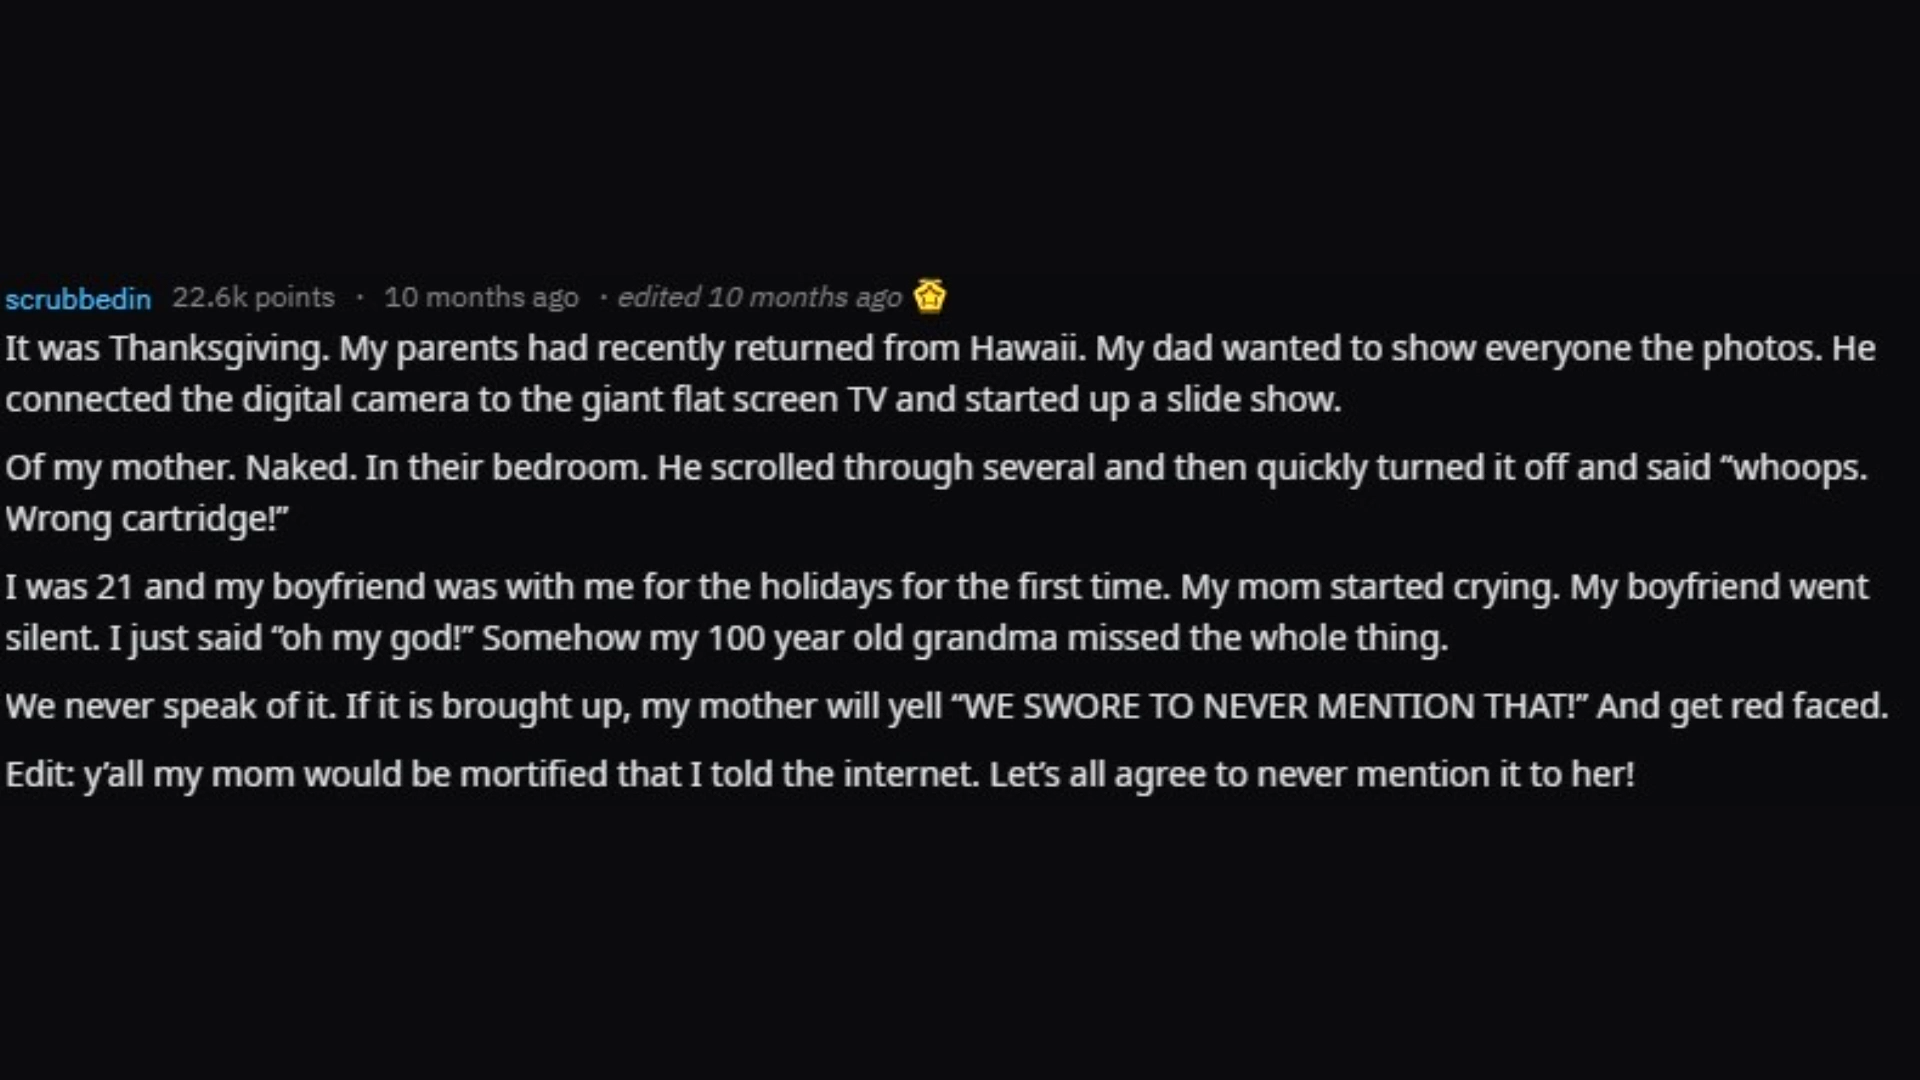 scrubbedin 22.6k points · 10 months ago · edited 10 months ago
It was Thanksgiving. My parents had recently returned from Hawaii. My dad wanted to show everyone the photos. He
connected the digital camera to the giant flat screen TV and started up a slide show.
Of my mother. Naked. In their bedroom. He scrolled through several and then quickly turned it off and said “whoops.
Wrong cartridge!”
I was 21 and my boyfriend was with me for the holidays for the first time. My mom started crying. My boyfriend went
silent. I just said “oh my god!” Somehow my 100 year old grandma missed the whole thing.
We never speak of it. If it is brought up, my mother will yell “WE SWORE TO NEVER MENTION THAT!” And get red faced.
Edit: y’all my mom would be mortified that I told the internet. Let’s all agree to never mention it to her!